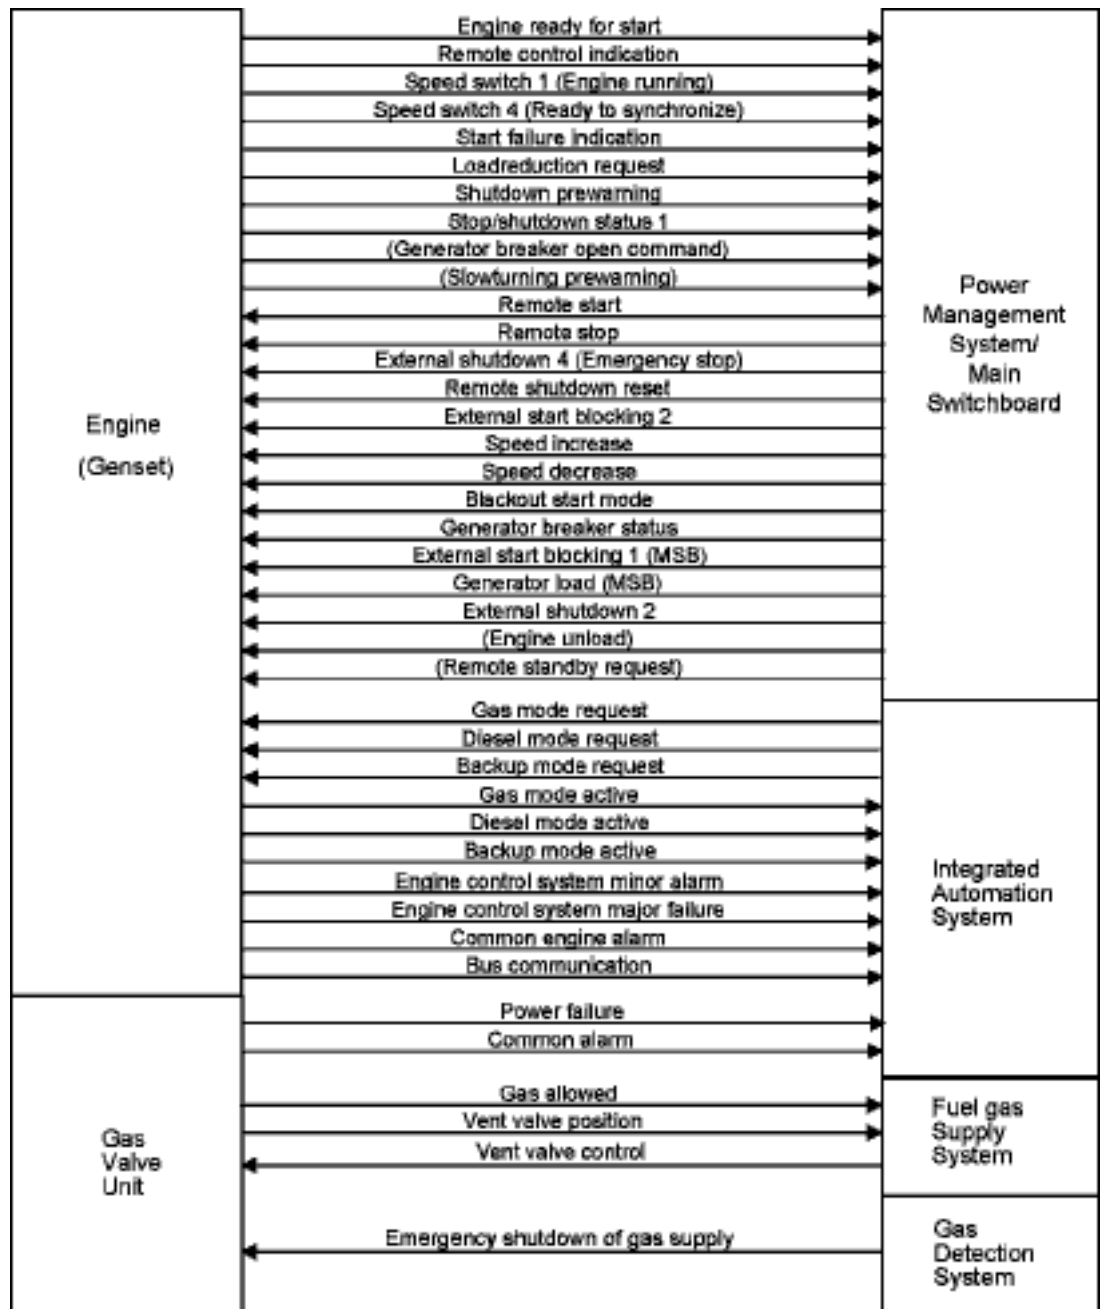 Engine ready for start
Remote control indication
Speed switch 1 (Engine running)
Speed switch 4 (Ready to synchronize)
Start failure indication
Loadreduction request
Shutdown prewarning
Stop/shutdown status 1
(Generator breaker open command)
(Slowturning prewarning)
Remote start
Remote stop
External shutdown 4 (Emergency stop)
Remote shutdown reset
External start blocking 2
Speed increase
Speed decrease
Blackout start mode
Generator breaker status
External start blocking 1 (MSB)
Generator load (MSB)
External shutdown 2
(Engine unload)
(Remote standby request)
Power
Management
System/
Main
Switchboard
Engine
(Genset)
Gas mode request
Diesel mode request
Backup mode request
Gas mode active
Diesel mode active
Backup mode active
Engine control system minor alarm
Engine control system major failure
Common engine alarm
Bus communication
Integrated
Automation
System
Power failure
Common alarm
Gas allowed
Vent valve position
Vent valve control
Fuel gas
Supply
System
Gas
Valve
Unit
Emergency shutdown of gas supply
Gas
Detection
System